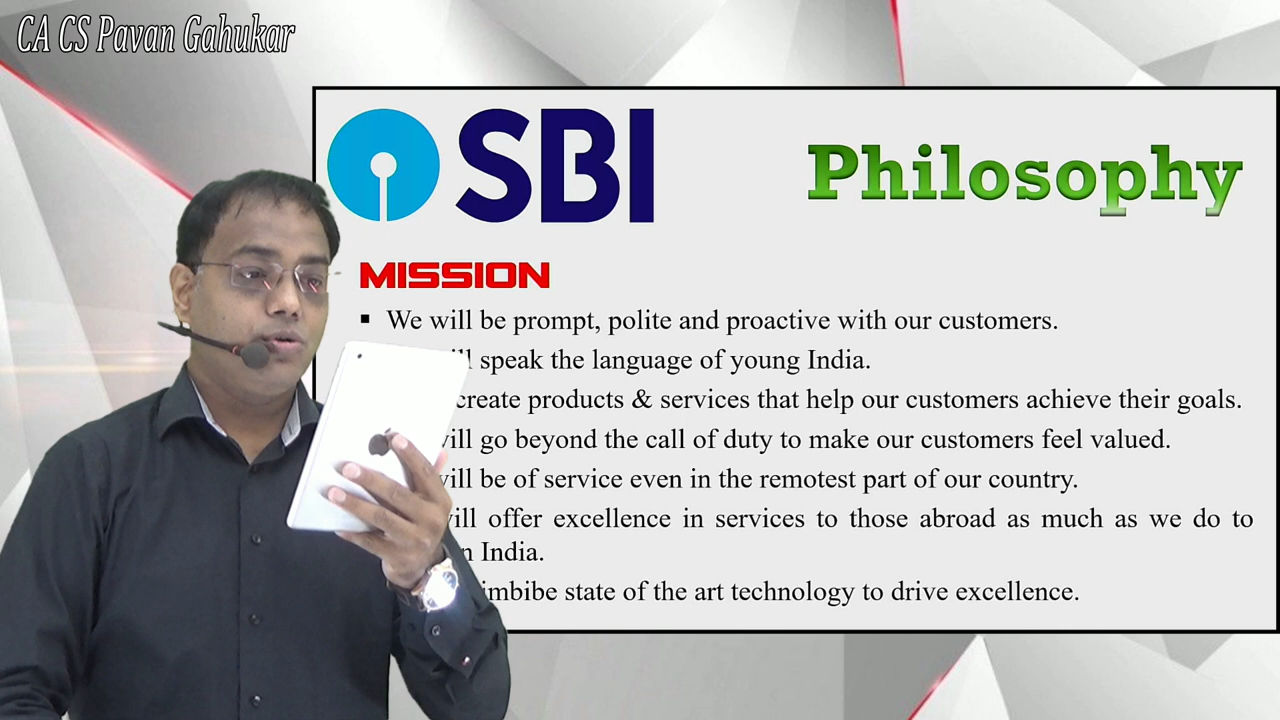 CA CS Pavan Gahukar
SBI
Philosophy
MISSION
▪ We will be prompt, polite and proactive with our customers.
speak the language of young India.
create products & services that help our customers achieve their goals.
will go beyond the call of duty to make our customers feel valued.
will be of service even in the remotest part of our country.
will offer excellence in services to those abroad as much as we do to
India.
imbibe state of the art technology to drive excellence.